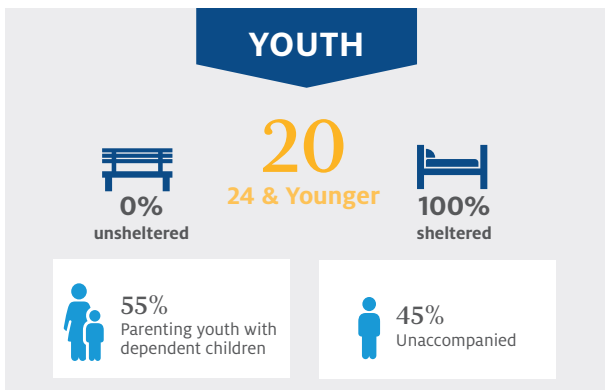 YOUTH
20
24 & Younger
0%
unsheltered
100%
sheltered
55%
Parenting youth with
dependent children
45%
Unaccompanied